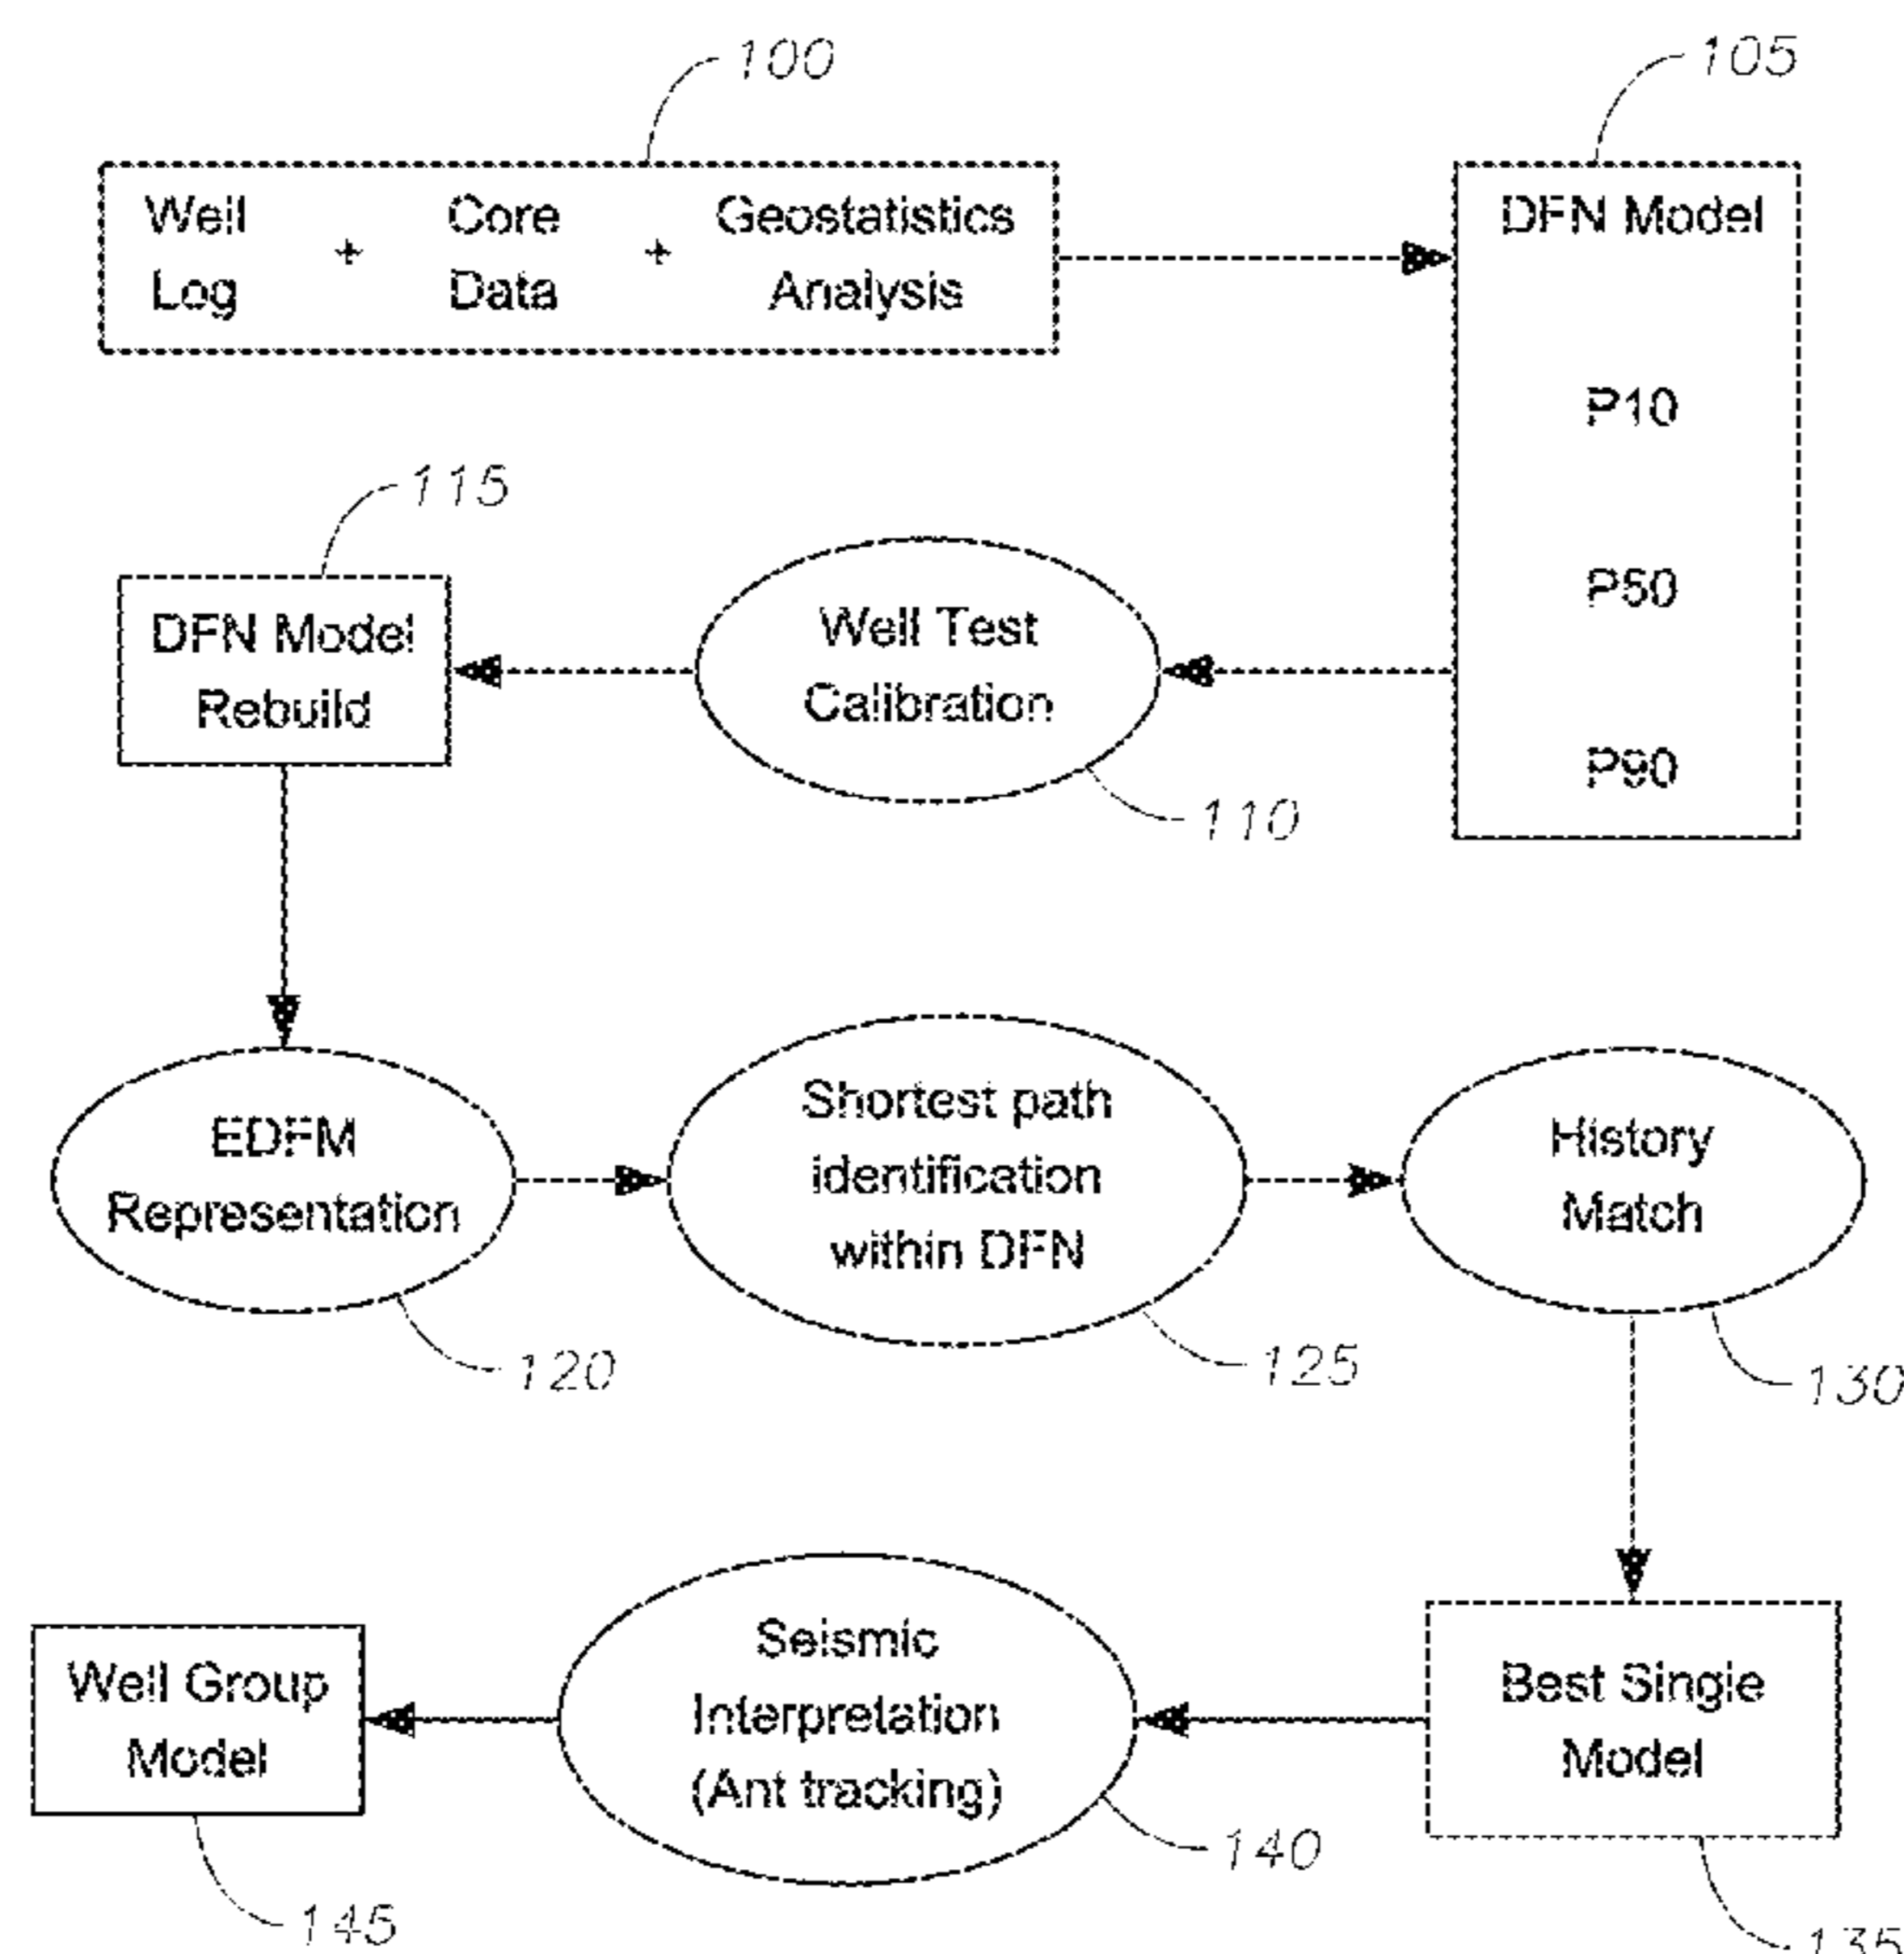 100
105
Well Log + Core Data + Geostatistics Analysis
DFN Model
P10
P50
P90
115
DFN Model
Rebuild
Well Test
Calibration
110
EDFM
Representation
120
Shortest path
identification
within DFN
125
History
Match
130
Well Group
Model
145
Seismic
Interpretation
(Ant tracking)
140
Best Single
Model
135